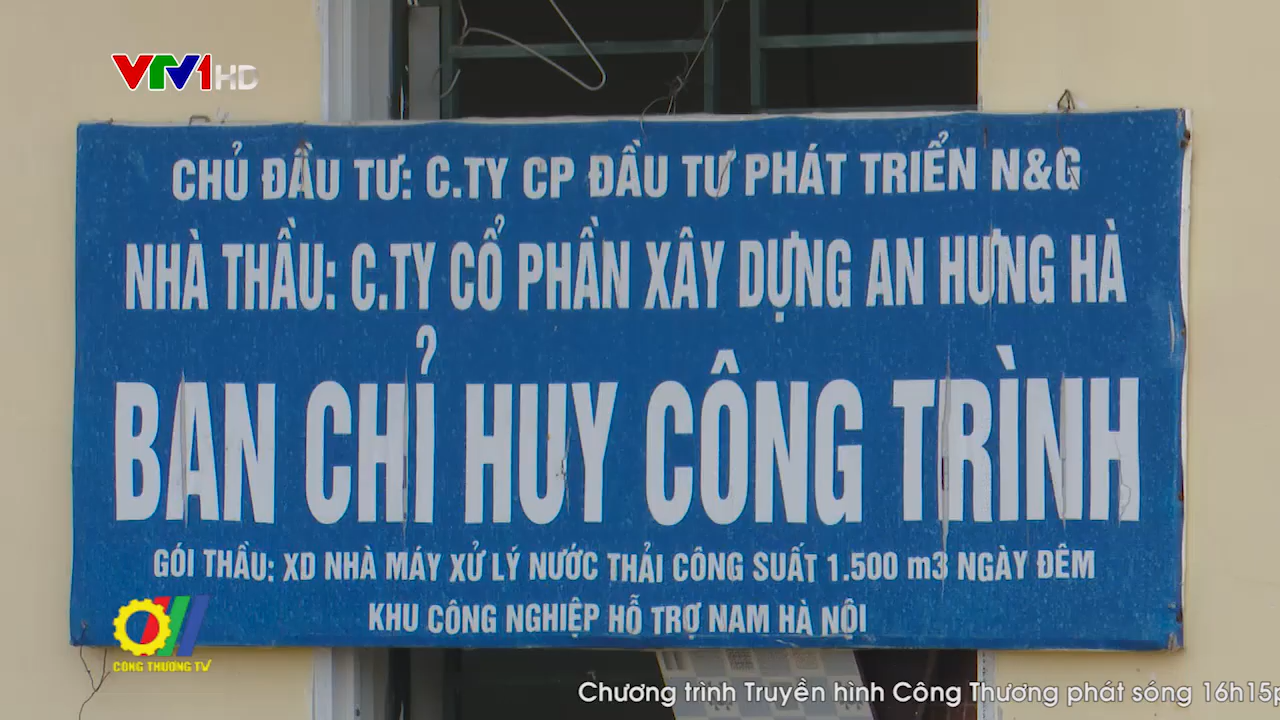 VTV1 HD
CHỦ ĐẦU TƯ: C.TY CP ĐẦU TƯ PHÁT TRIỂN N&G
NHÀ THẦU: C.TY CỔ PHẦN XÂY DỰNG AN HƯNG HÀ
BAN CHỈ HUY CÔNG TRÌNH
GÓI THẦU: XD NHÀ MÁY XỬ LÝ NƯỚC THẢI CÔNG SUẤT 1.500 m3 NGÀY ĐÊM
KHU CÔNG NGHIỆP HỖ TRỢ NAM HÀ NỘI
CÔNG THƯƠNG TV
Chương trình Truyền hình Công Thương phát sóng 16h15p